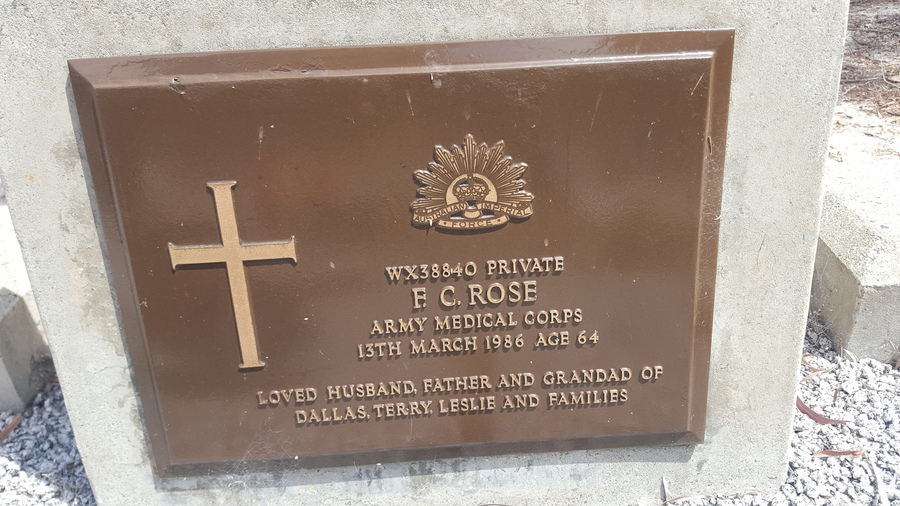 AUSTRALIAN IMPERIAL
FORCE
WX38840 PRIVATE
F. C. ROSE
ARMY MEDICAL CORPS
13TH MARCH 1986 AGE 64
LOVED HUSBAND, FATHER AND GRANDAD OF
DALLAS, TERRY, LESLIE AND FAMILIES